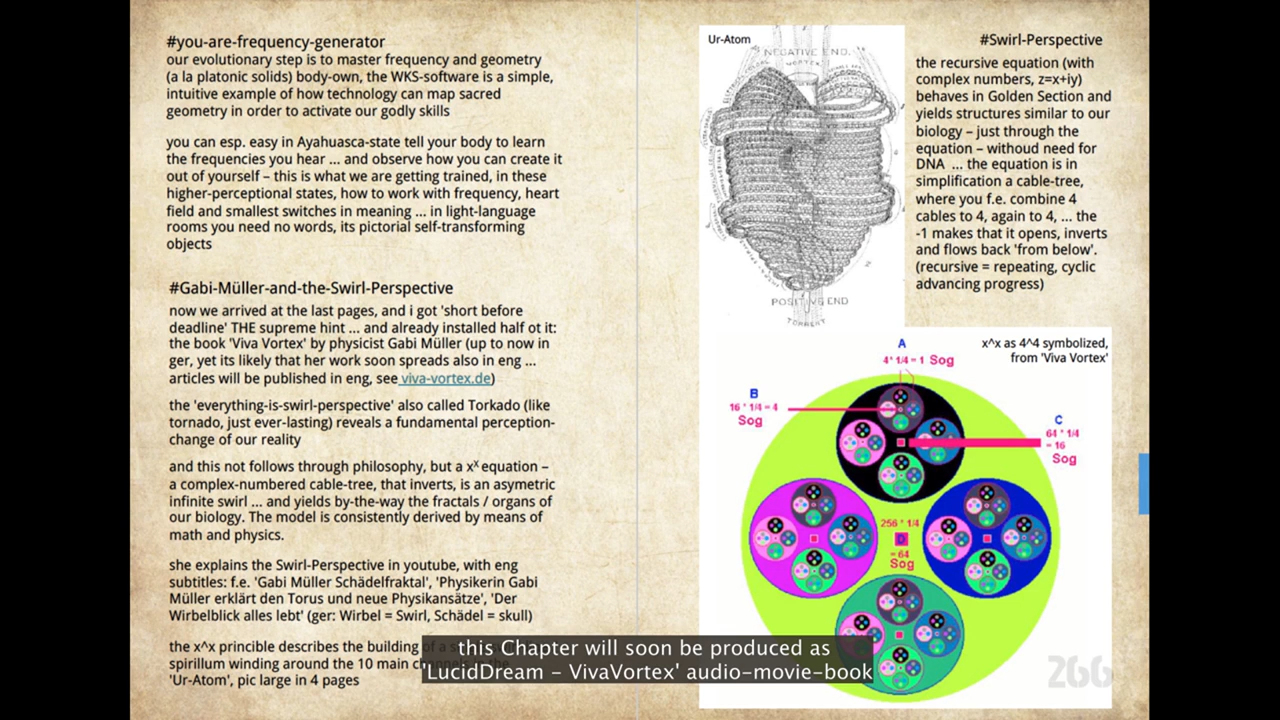 #you-are-frequency-generator
our evolutionary step is to master frequency and geometry
(a la platonic solids) body-own, the WKS-software is a simple,
intuitive example of how technology can map sacred
geometry in order to activate our godly skills
you can esp. easy in Ayahuasca-state tell your body to learn
the frequencies you hear ... and observe how you can create it
out of yourself – this is what we are getting trained, in these
higher-perceptional states, how to work with frequency, heart
field and smallest switches in meaning ... in light-language
rooms you need no words, its pictorial self-transforming
objects
#Gabi-Müller-and-the-Swirl-Perspective
now we arrived at the last pages, and i got 'short before
deadline' THE supreme hint ... and already installed half ot it:
the book 'Viva Vortex' by physicist Gabi Müller (up to now in
ger, yet its likely that her work soon spreads also in eng ...
articles will be published in eng, see viva-vortex.de)
the 'everything-is-swirl-perspective' also called Torkado (like
tornado, just ever-lasting) reveals a fundamental perception-
change of our reality
and this not follows through philosophy, but a xˣ equation –
a complex-numbered cable-tree, that inverts, is an asymetric
infinite swirl ... and yields by-the-way the fractals / organs of
our biology. The model is consistently derived by means of
math and physics.
she explains the Swirl-Perspective in youtube, with eng
subtitles: f.e. 'Gabi Müller Schädelfraktal', 'Physikerin Gabi
Müller erklärt den Torus und neue Physikansätze', 'Der
Wirbelblick alles lebt' (ger: Wirbel = Swirl, Schädel = skull)
the x^x princible describes the building
spirillum winding around the 10 main
'Ur-Atom', pic large in 4 pages
Ur-Atom
NEGATIVE END.
VORTEX
POSITIVE END
TORRENT
#Swirl-Perspective
the recursive equation (with
complex numbers, z=x+iy)
behaves in Golden Section and
yields structures similar to our
biology – just through the
equation – withoud need for
DNA ... the equation is in
simplification a cable-tree,
where you f.e. combine 4
cables to 4, again to 4, ... the
-1 makes that it opens, inverts
and flows back 'from below'.
(recursive = repeating, cyclic
advancing progress)
x^x as 4^4 symbolized,
from 'Viva Vortex'
A
4* 1/4 = 1 Sog
B
16 * 1/4 = 4
Sog
C
64 * 1/4
= 16
Sog
256 * 1/4
D
= 64
Sog
266
this Chapter will soon be produced as
'LucidDream – VivaVortex' audio-movie-book